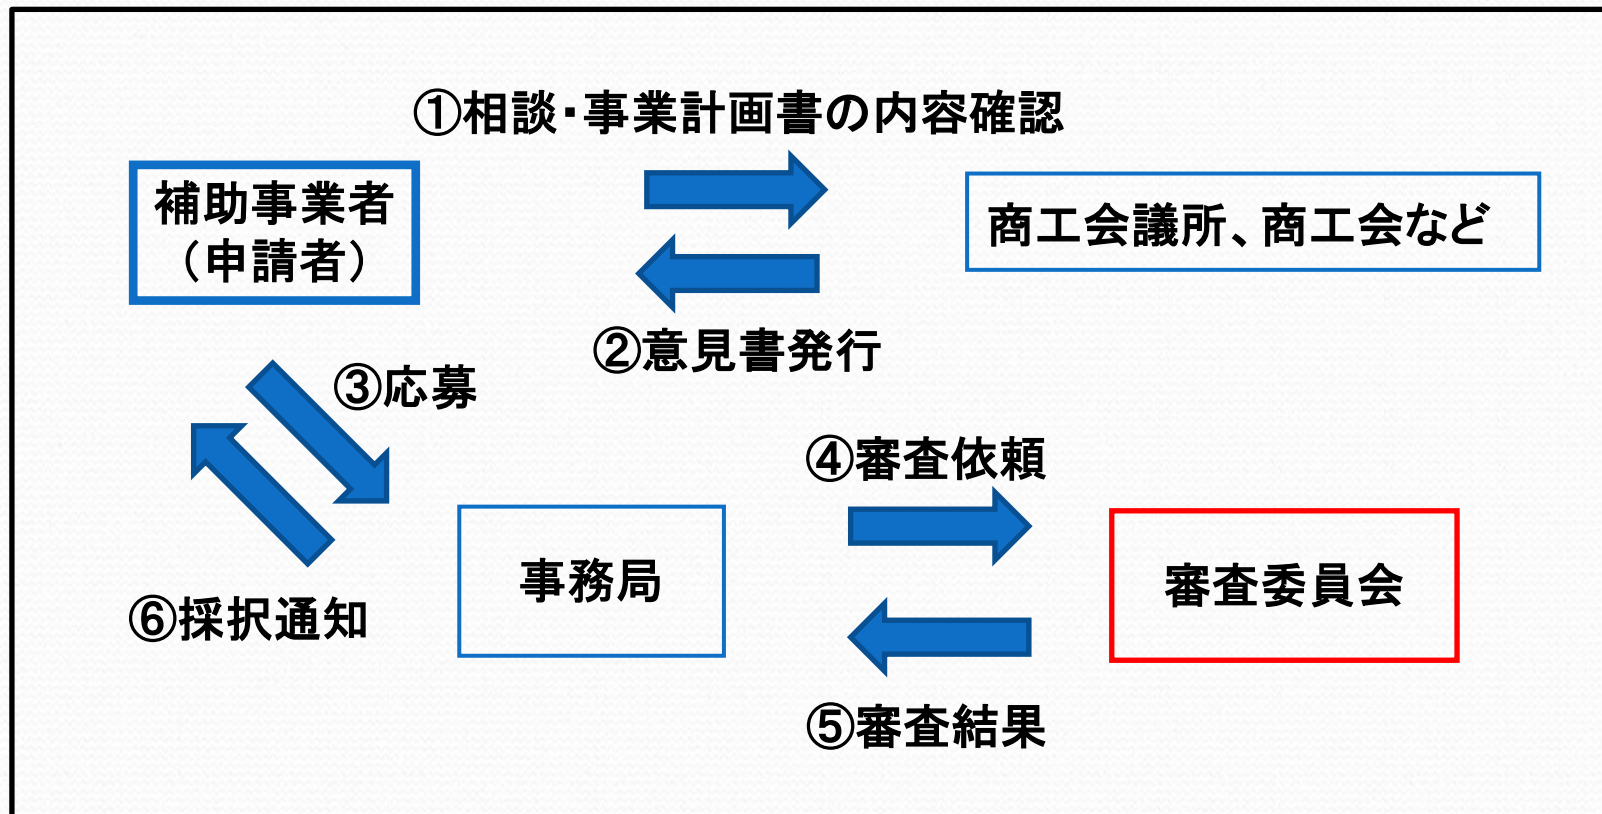 ①相談・事業計画書の内容確認
補助事業者
（申請者）
商工会議所、商工会など
②意見書発行
③応募
④審査依頼
事務局
審査委員会
⑥採択通知
⑤審査結果